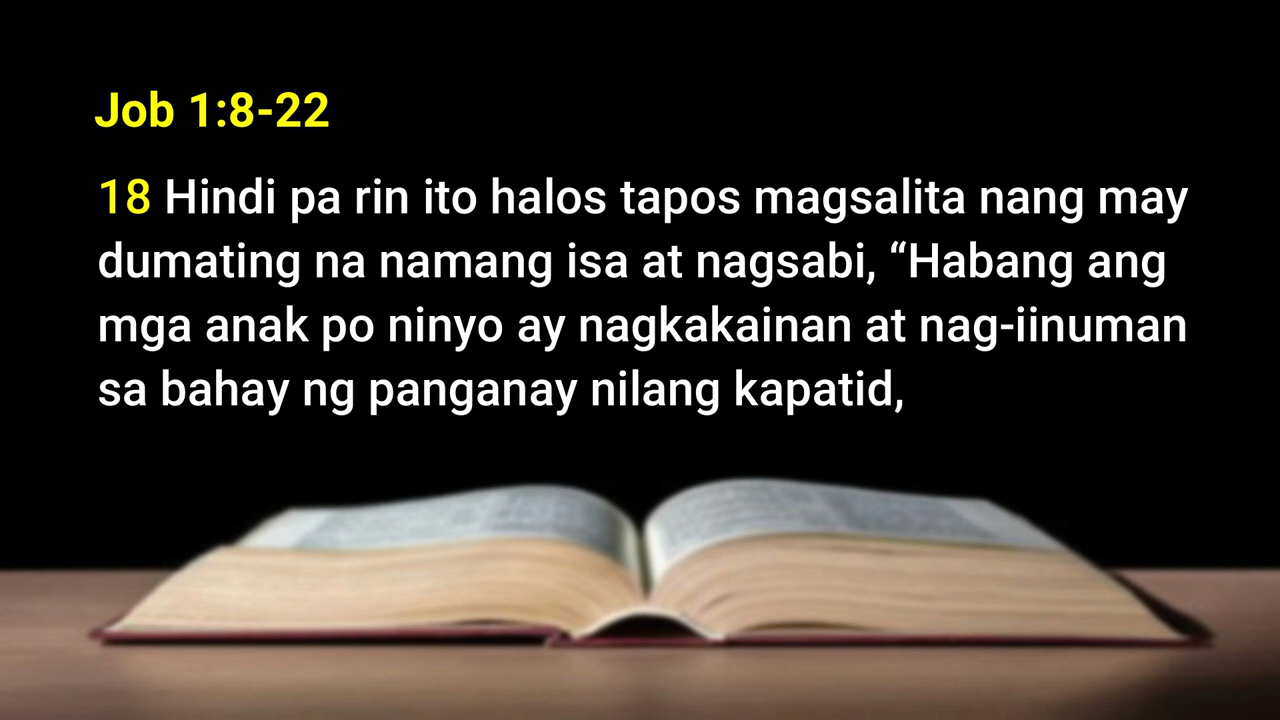 Job 1:8-22
18 Hindi pa rin ito halos tapos magsalita nang may
dumating na namang isa at nagsabi, “Habang ang
mga anak po ninyo ay nagkakainan at nag-iinuman
sa bahay ng panganay nilang kapatid,